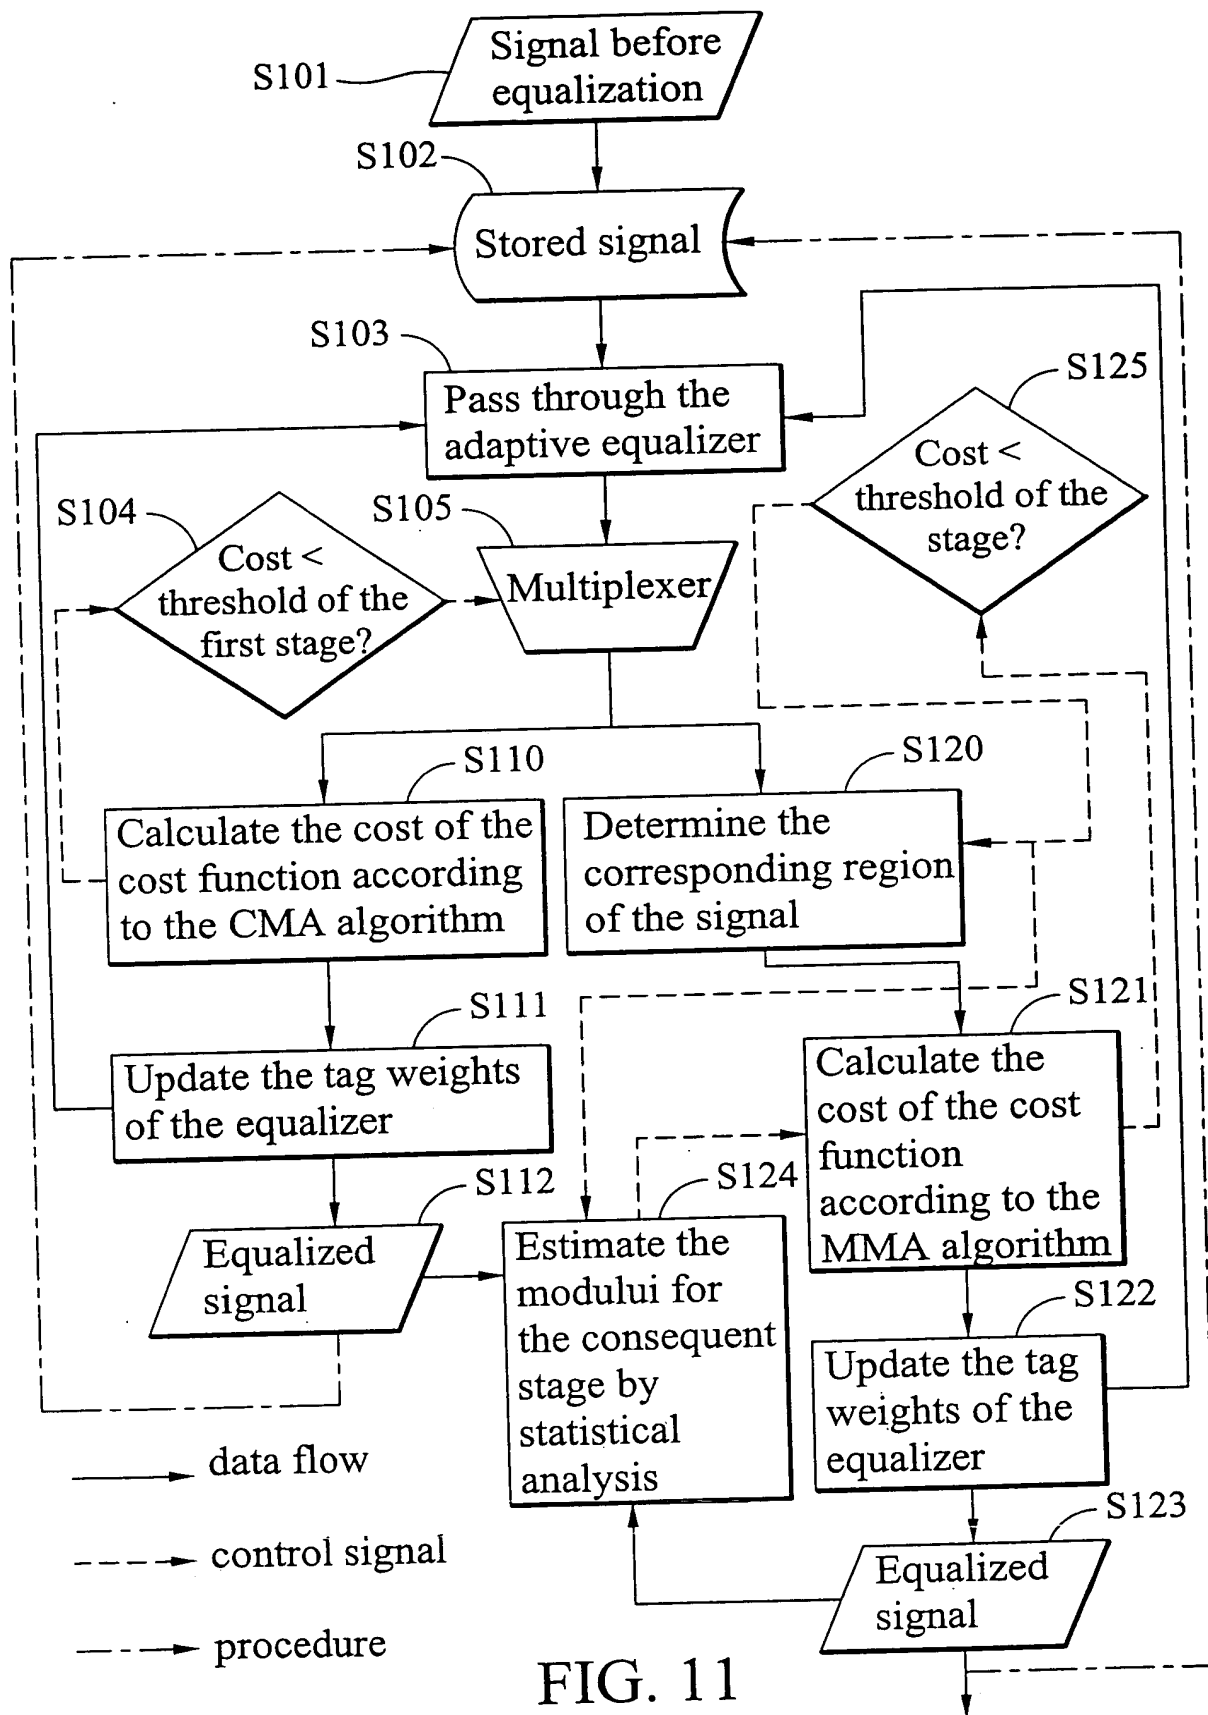 Signal before
equalization
S101
S102
Stored signal
S103
Pass through the
adaptive equalizer
S125
Cost <
threshold of the
stage?
S104
Cost <
threshold of the
first stage?
S105
Multiplexer
S110
Calculate the cost of the
cost function according
to the CMA algorithm
S120
Determine the
corresponding region
of the signal
S111
Update the tag weights
of the equalizer
S121
Calculate the
cost of the cost
function
according to the
MMA algorithm
S112
Equalized
signal
S124
Estimate the
modului for
the consequent
stage by
statistical
analysis
S122
Update the tag
weights of the
equalizer
S123
Equalized
signal
data flow
control signal
procedure
FIG. 11